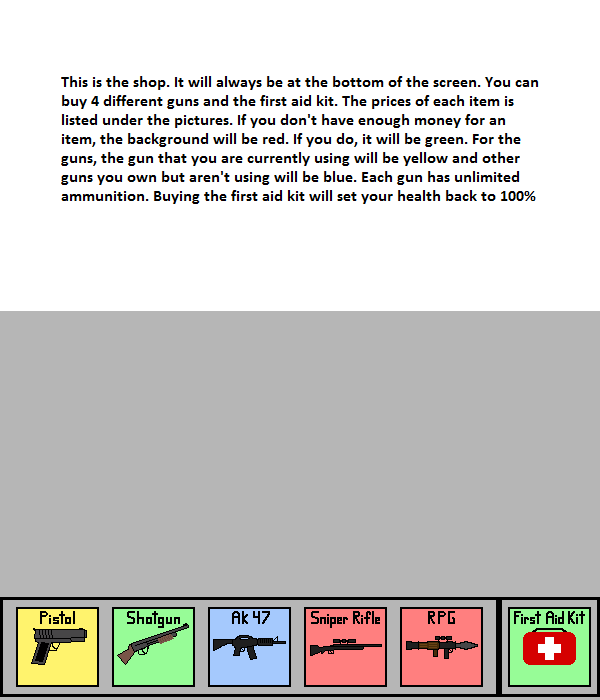 This is the shop. It will always be at the bottom of the screen. You can
buy 4 different guns and the first aid kit. The prices of each item is
listed under the pictures. If you don't have enough money for an
item, the background will be red. If you do, it will be green. For the
guns, the gun that you are currently using will be yellow and other
guns you own but aren't using will be blue. Each gun has unlimited
ammunition. Buying the first aid kit will set your health back to 100%
Pistol Shotgun Ak 47 Sniper Rifle RPG First Aid Kit